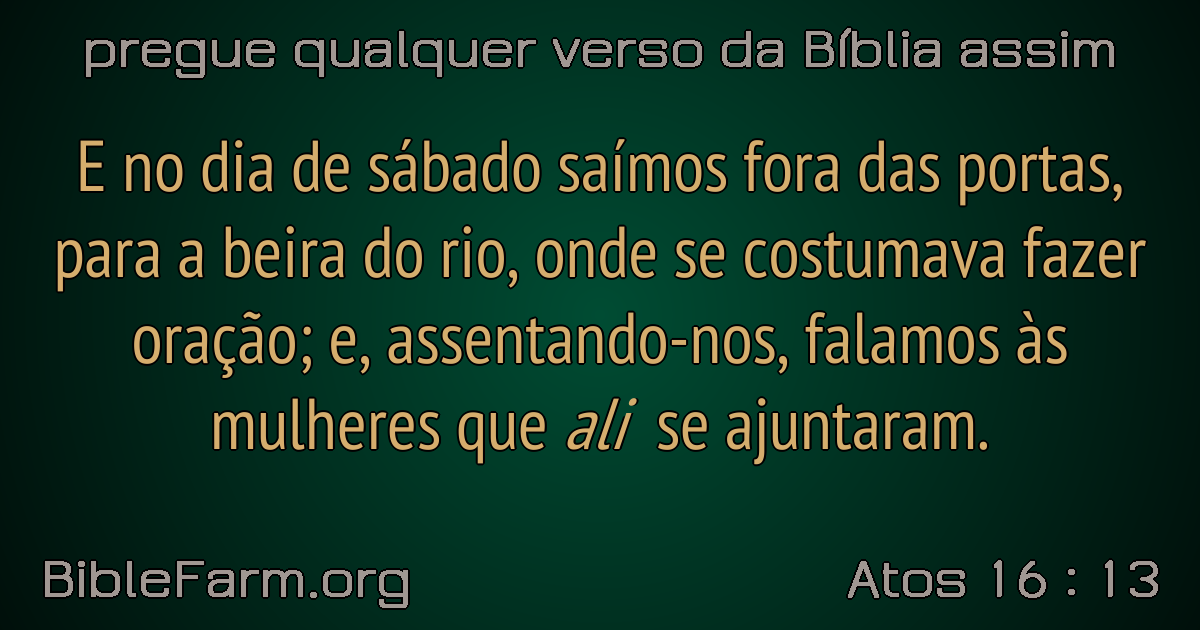 pregue qualquer verso da Bíblia assim
E no dia de sábado saímos fora das portas,
para a beira do rio, onde se costumava fazer
oração; e, assentando-nos, falamos às
mulheres que ali se ajuntaram.
BibleFarm.org
Atos 16 : 13